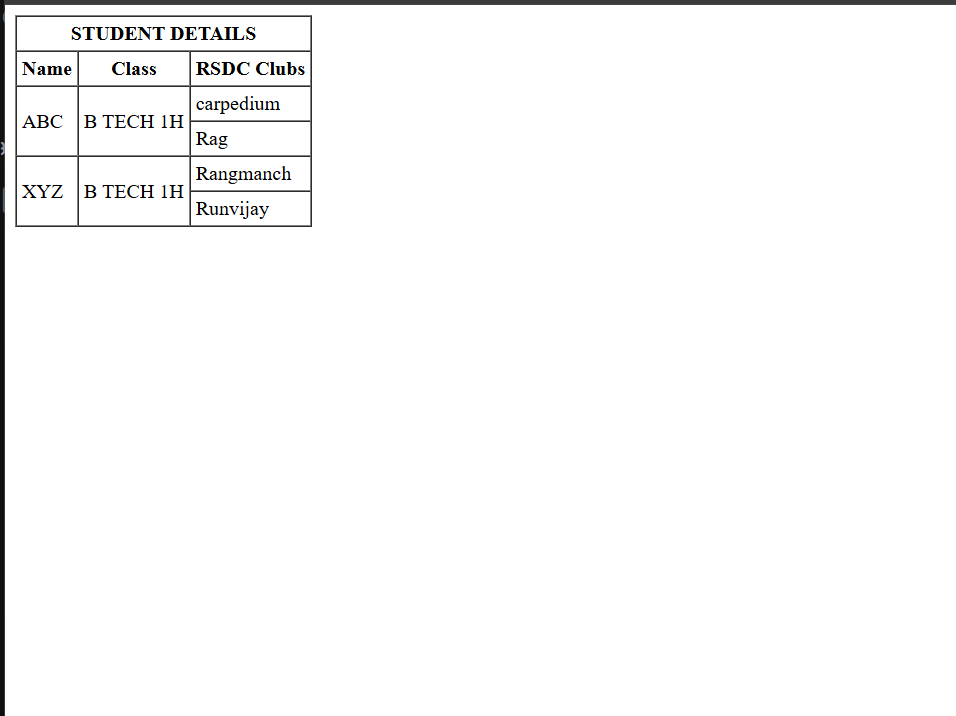 STUDENT DETAILS
Name Class RSDC Clubs
ABC B TECH 1H carpedium
Rag
XYZ B TECH 1H Rangmanch
Runvijay